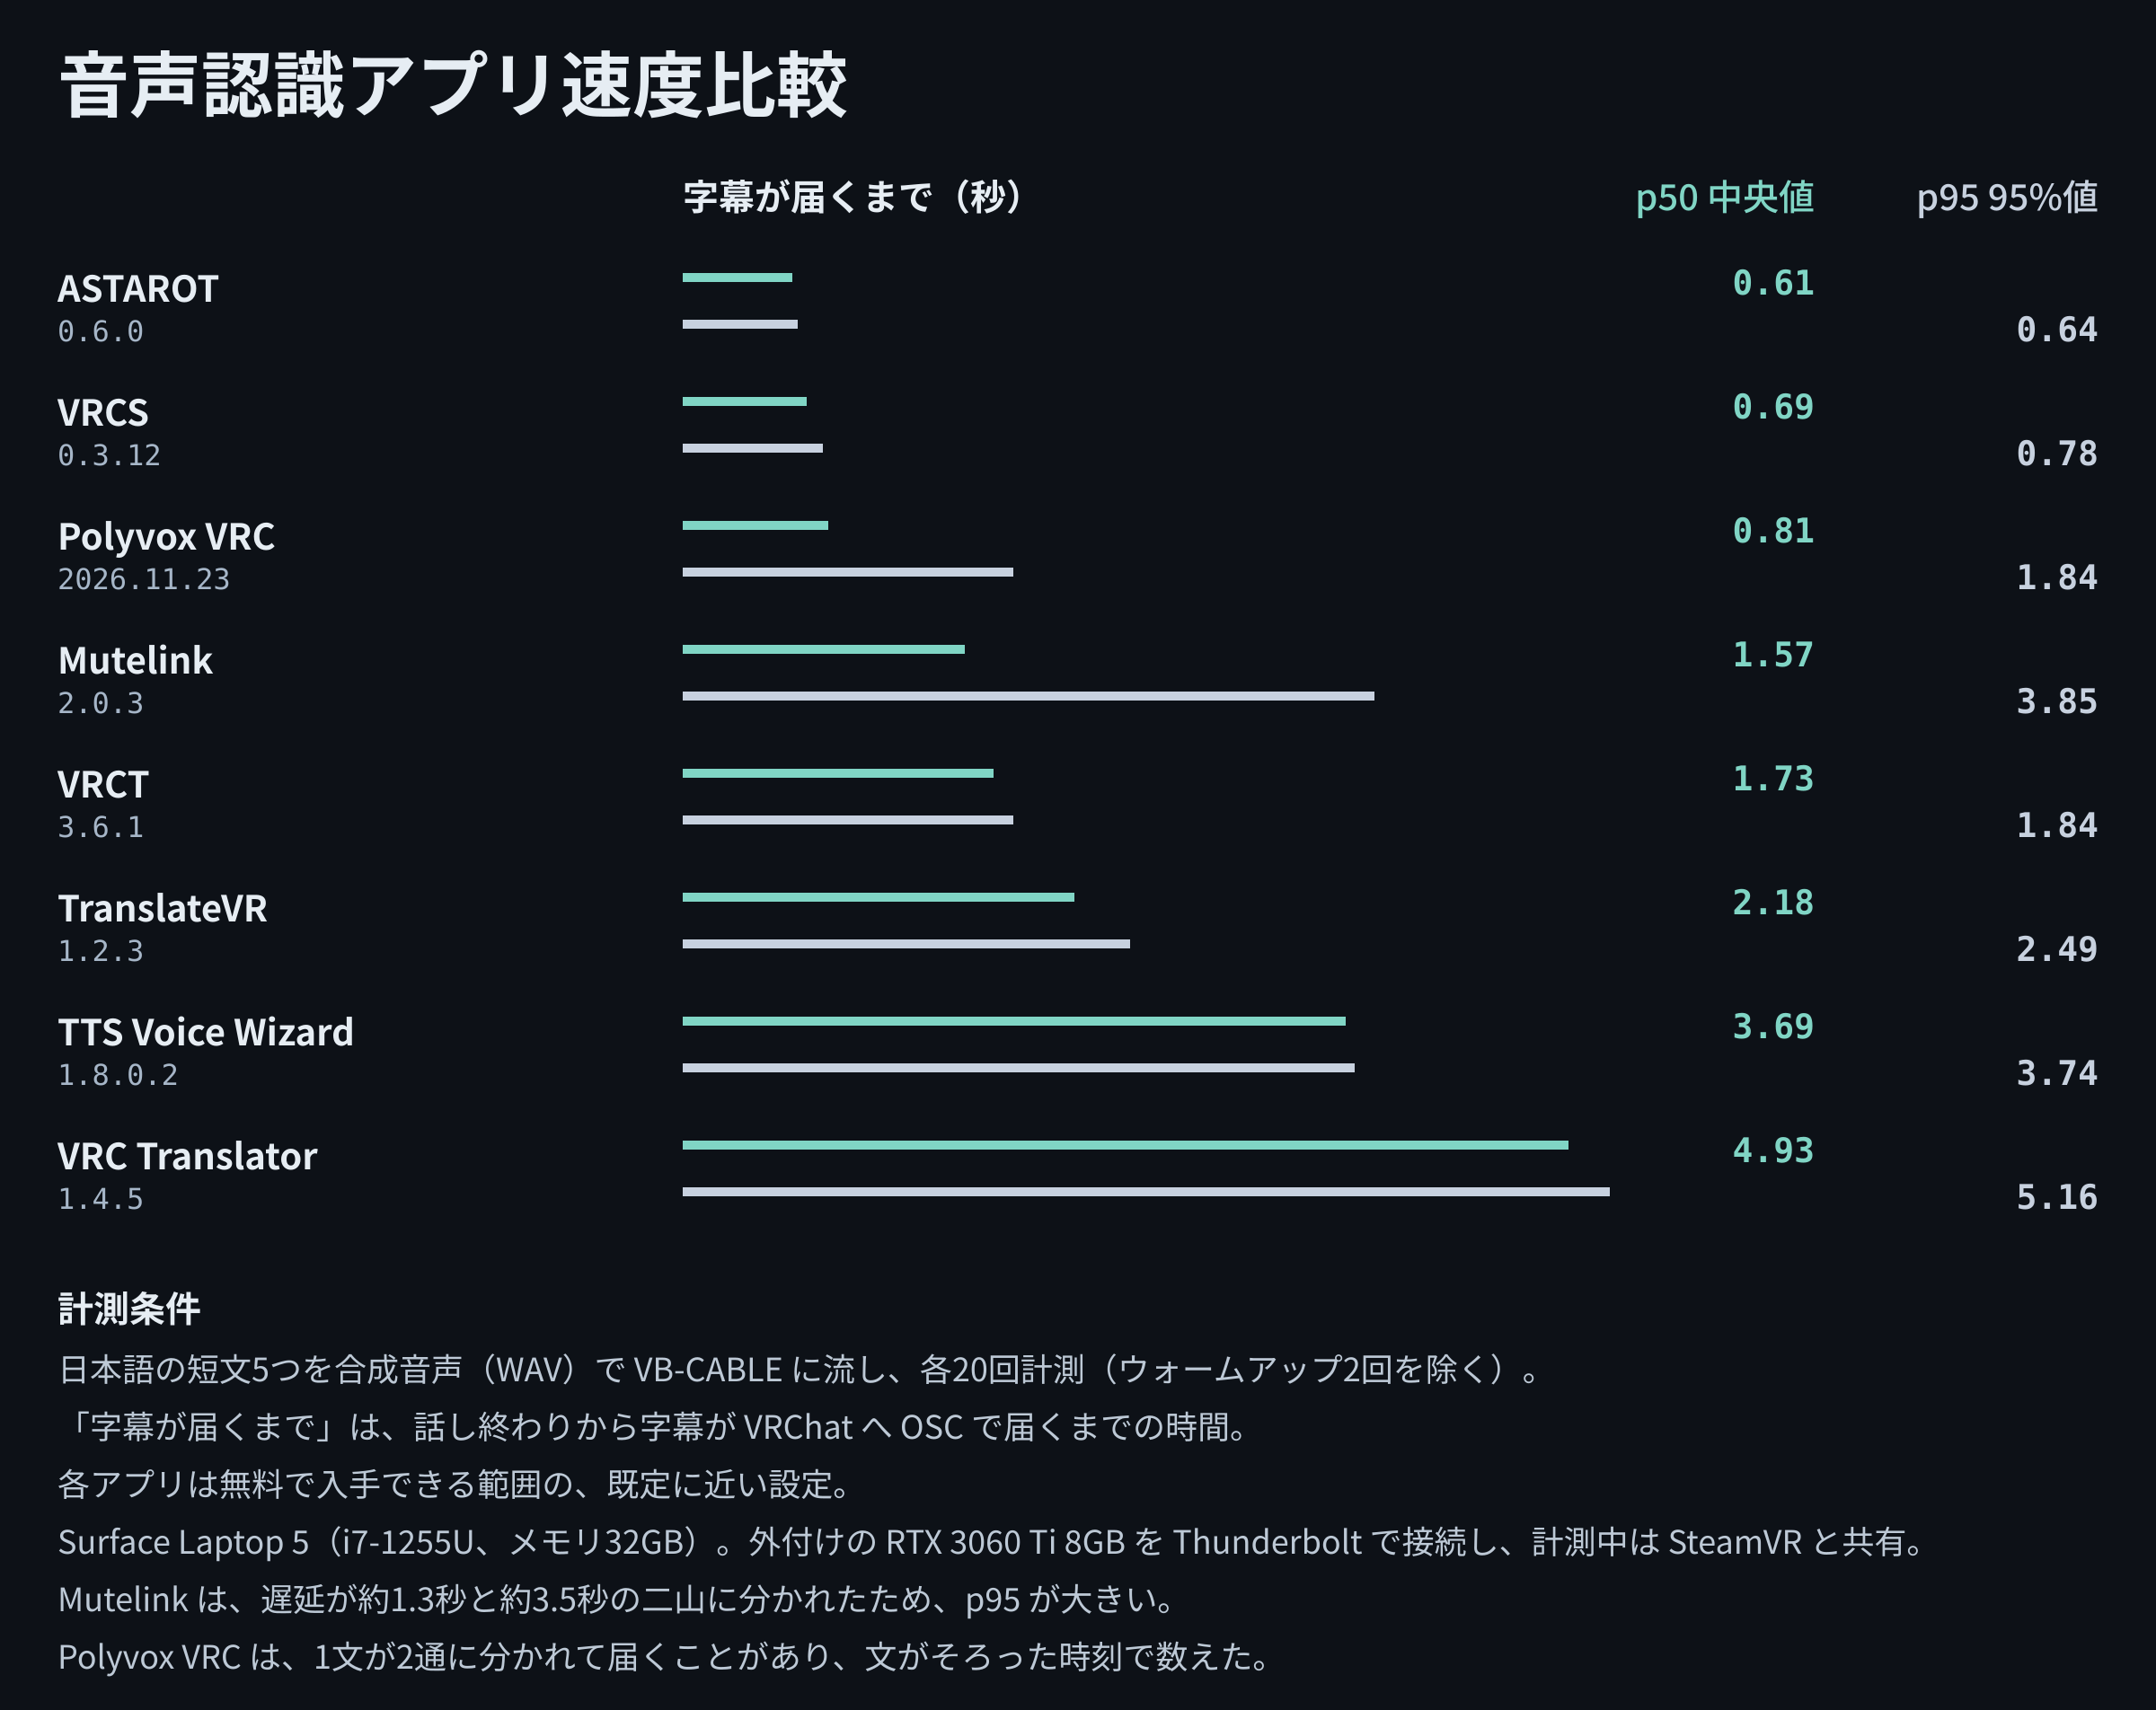 音声認識アプリ速度比較
字幕が届くまで（秒） p50 中央値 p95 95%値
ASTAROT 0.61
0.6.0 0.64
VRCS 0.69
0.3.12 0.78
Polyvox VRC 0.81
2026.11.23 1.84
Mutelink 1.57
2.0.3 3.85
VRCT 1.73
3.6.1 1.84
TranslateVR 2.18
1.2.3 2.49
TTS Voice Wizard 3.69
1.8.0.2 3.74
VRC Translator 4.93
1.4.5 5.16
計測条件
日本語の短文5つを合成音声（WAV）で VB-CABLE に流し、各20回計測（ウォームアップ2回を除く）。
「字幕が届くまで」は、話し終わりから字幕が VRChat へ OSC で届くまでの時間。
各アプリは無料で入手できる範囲の、既定に近い設定。
Surface Laptop 5（i7-1255U、メモリ32GB）。外付けの RTX 3060 Ti 8GB を Thunderbolt で接続し、計測中は SteamVR と共有。
Mutelink は、遅延が約1.3秒と約3.5秒の二山に分かれたため、p95 が大きい。
Polyvox VRC は、1文が2通に分かれて届くことがあり、文がそろった時刻で数えた。